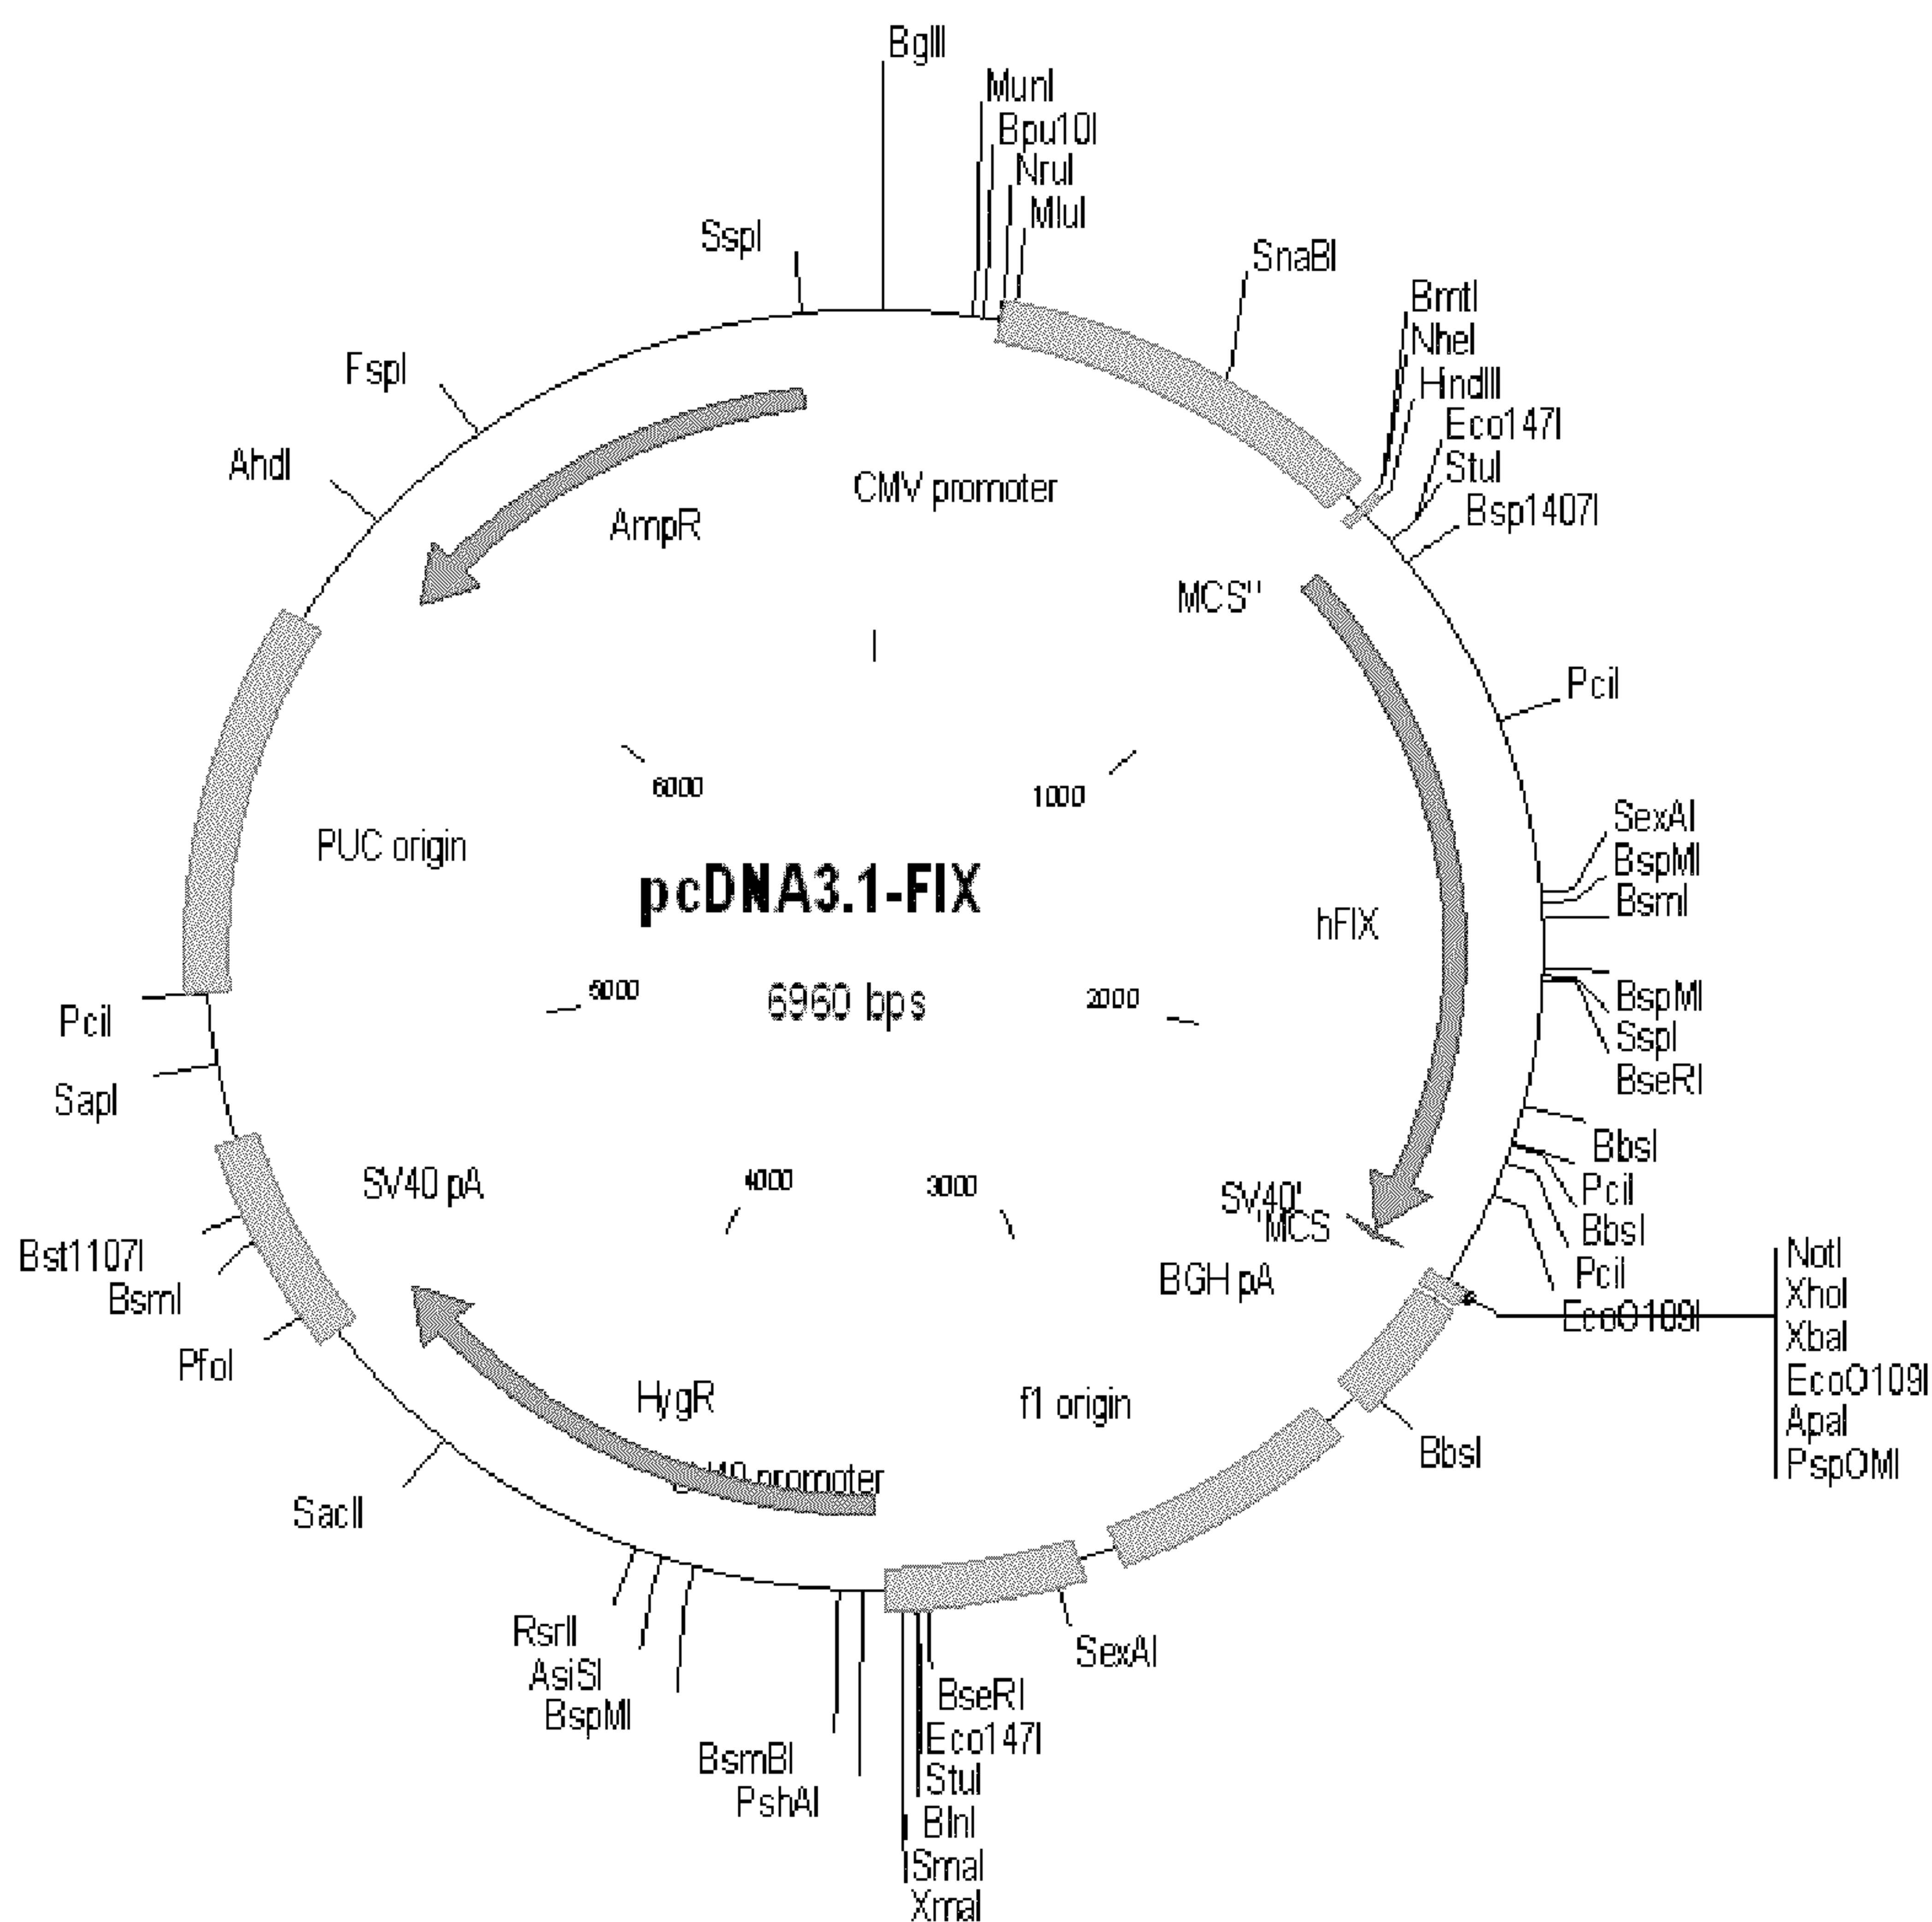 BglII
MunI
Bpu10I
NruI
MluI
SspI
SnaBI
BmtI
NheI
HindIII
Eco147I
StuI
Bsp1407I
FspI
AhdI
CMV promoter
AmpR
MCS"
PciI
6000
1000
SexAI
BspMI
BsmI
PUC origin
pcDNA3.1-FIX
hFIX
6960 bps
5000
2000
BspMI
SspI
BseRI
PciI
SapI
BbsI
PciI
BbsI
PciI
EcoO109I
SV40 pA
4000
3000
SV40'
'MCS
BGH pA
NotI
XhoI
XbaI
EcoO109I
ApaI
PspOMI
Bst1107I
BsmI
PfoI
HygR
f1 origin
BbsI
promoter
SacII
RsrII
AsiSI
BspMI
BsmBI
PshAI
SexAI
BseRI
Eco147I
StuI
BlnI
SmaI
XmaI